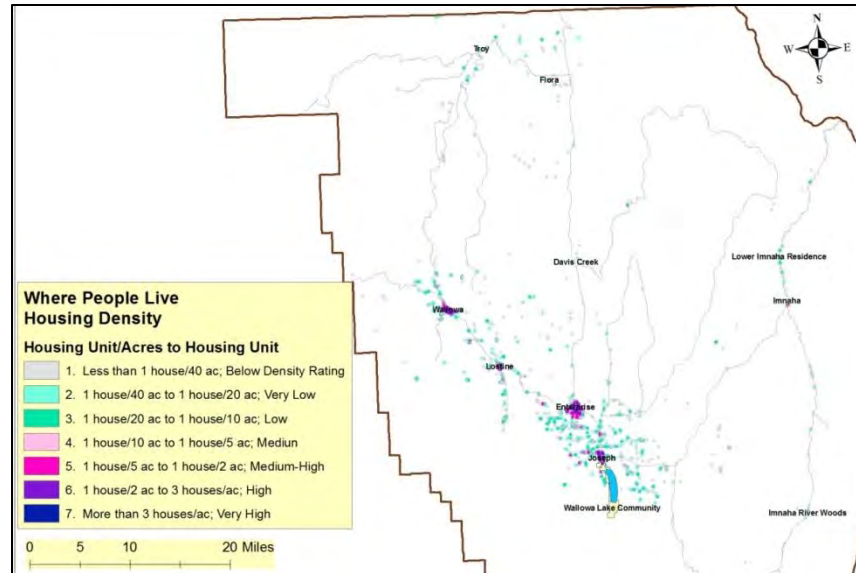 N
W E
S
Troy
Flora
Davis Creek
Lower Imnaha Residence
Imnaha
Wallowa
Lostine
Enterprise
Joseph
Wallowa Lake Community
Imnaha River Woods
Where People Live
Housing Density
Housing Unit/Acres to Housing Unit
1. Less than 1 house/40 ac; Below Density Rating
2. 1 house/40 ac to 1 house/20 ac; Very Low
3. 1 house/20 ac to 1 house/10 ac; Low
4. 1 house/10 ac to 1 house/5 ac; Mediun
5. 1 house/5 ac to 1 house/2 ac; Medium-High
6. 1 house/2 ac to 3 houses/ac; High
7. More than 3 houses/ac; Very High
0 5 10 20 Miles